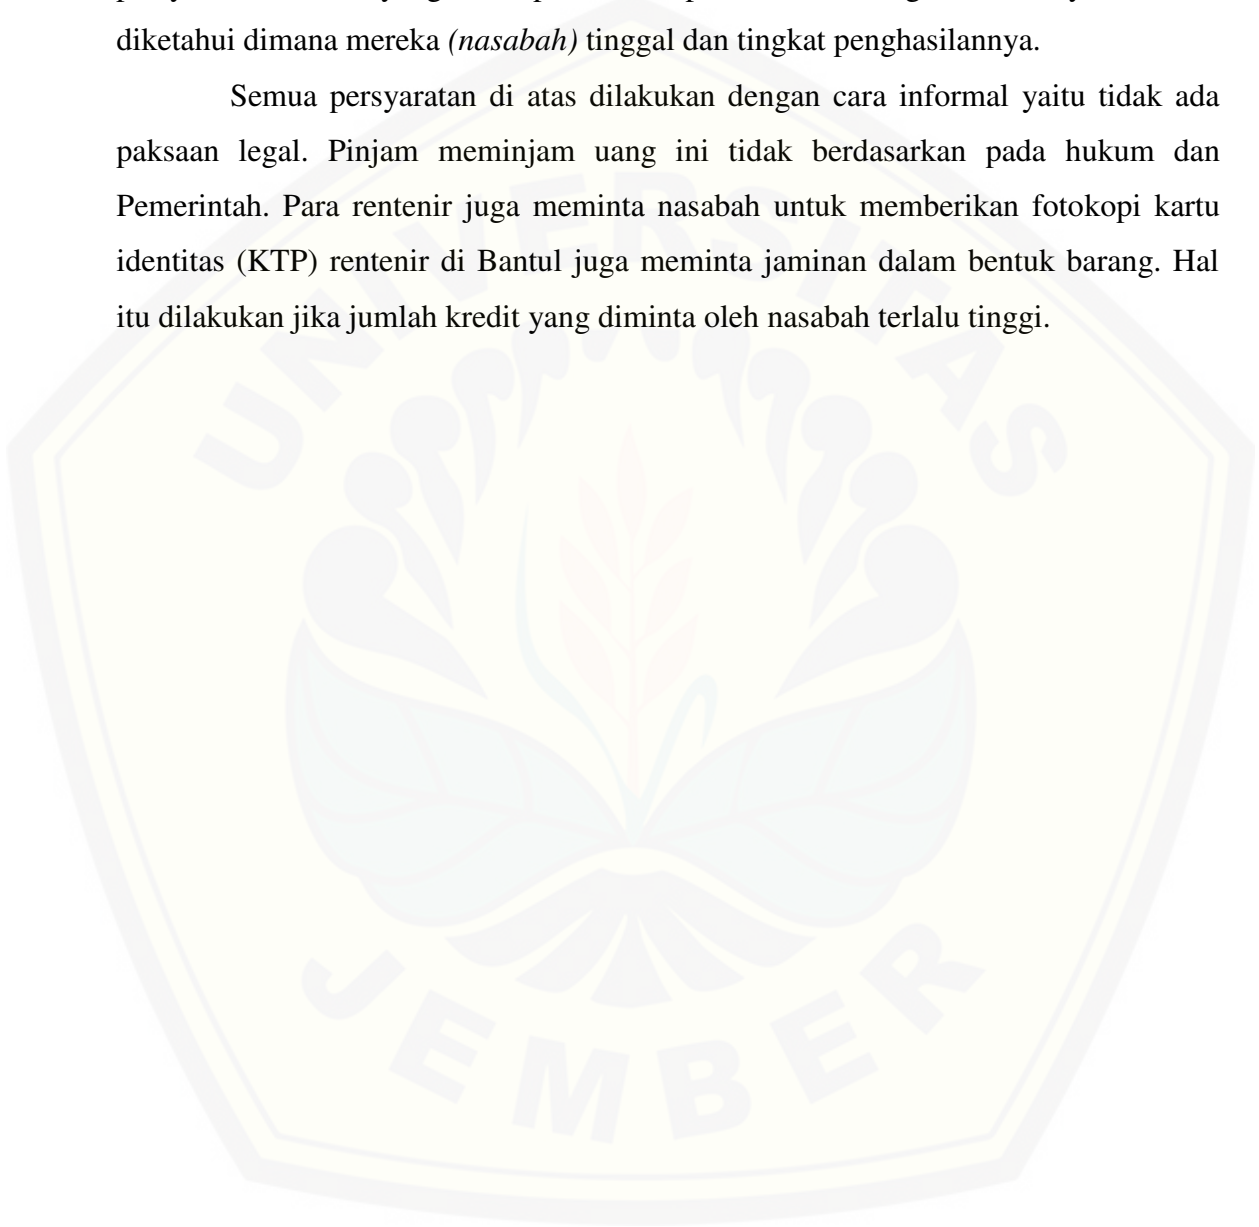 diketahui dimana mereka (nasabah) tinggal dan tingkat penghasilannya.
Semua persyaratan di atas dilakukan dengan cara informal yaitu tidak ada
paksaan legal. Pinjam meminjam uang ini tidak berdasarkan pada hukum dan
Pemerintah. Para rentenir juga meminta nasabah untuk memberikan fotokopi kartu
identitas (KTP) rentenir di Bantul juga meminta jaminan dalam bentuk barang. Hal
itu dilakukan jika jumlah kredit yang diminta oleh nasabah terlalu tinggi.
UNIVERSITAS
JEMBER